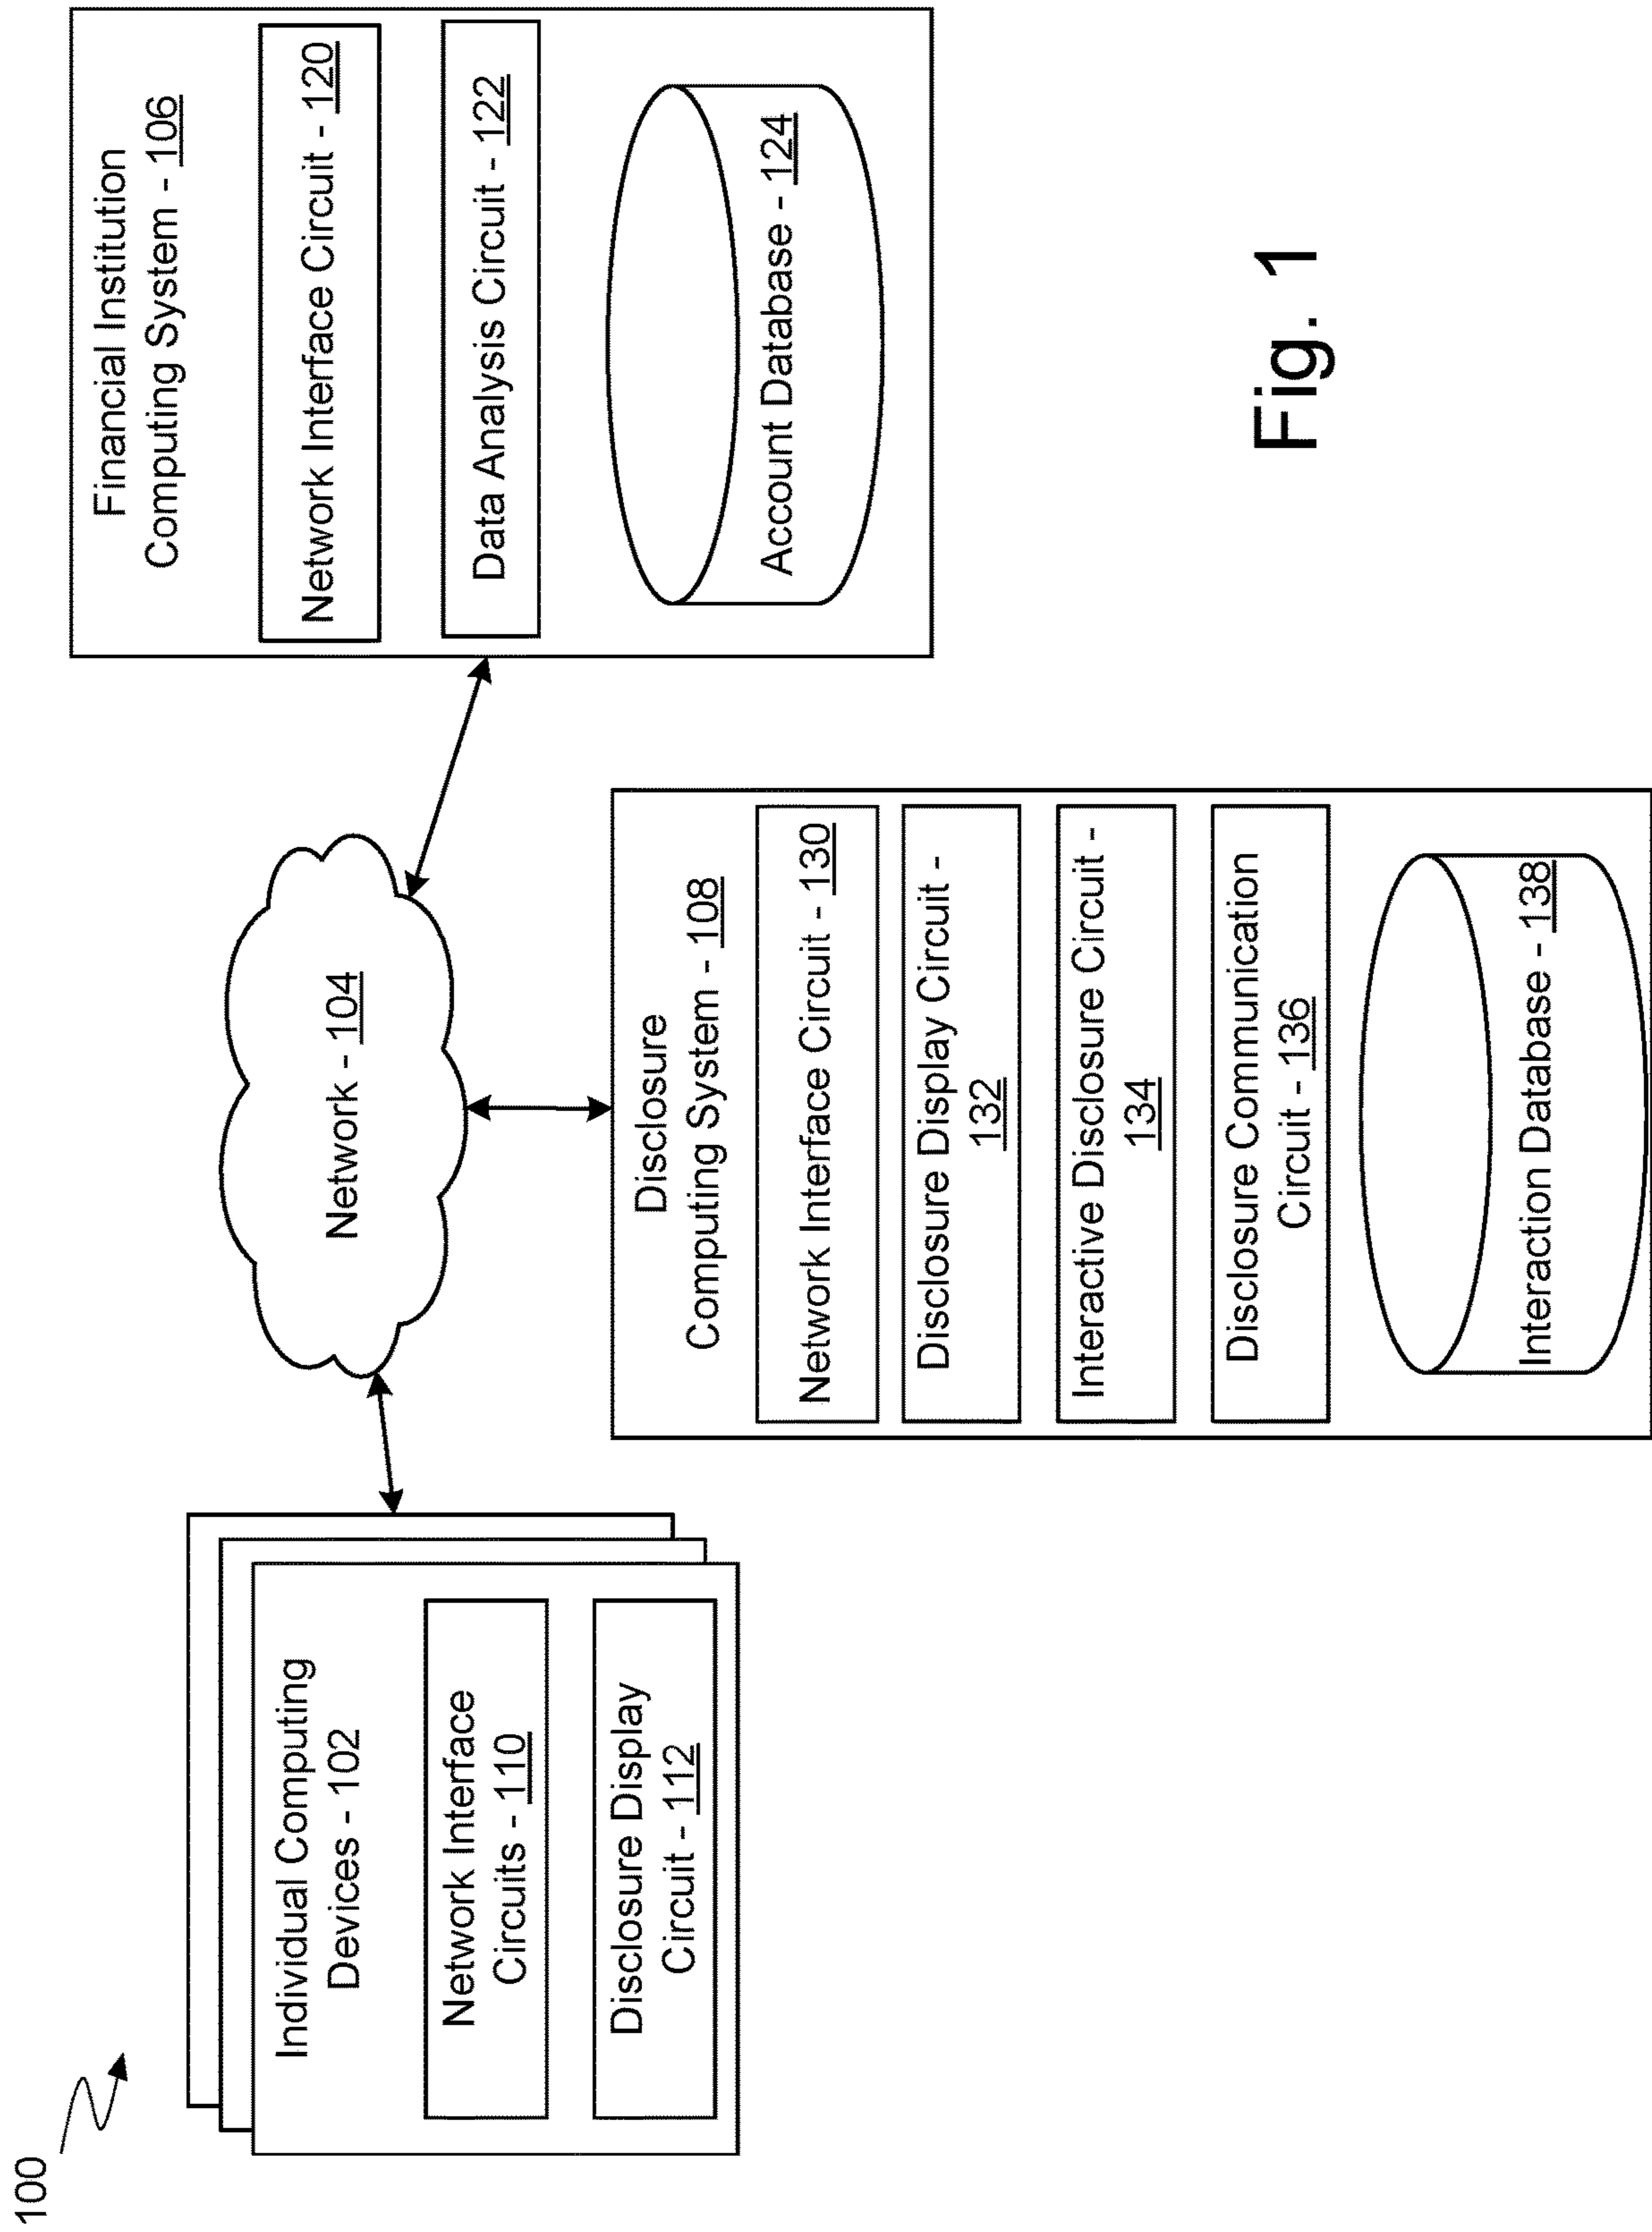 100
Individual Computing
Devices - 102
Network Interface
Circuits - 110
Disclosure Display
Circuit - 112
Network - 104
Disclosure
Computing System - 108
Network Interface Circuit - 130
Disclosure Display Circuit -
132
Interactive Disclosure Circuit -
134
Disclosure Communication
Circuit - 136
Interaction Database - 138
Financial Institution
Computing System - 106
Network Interface Circuit - 120
Data Analysis Circuit - 122
Account Database - 124
Fig. 1